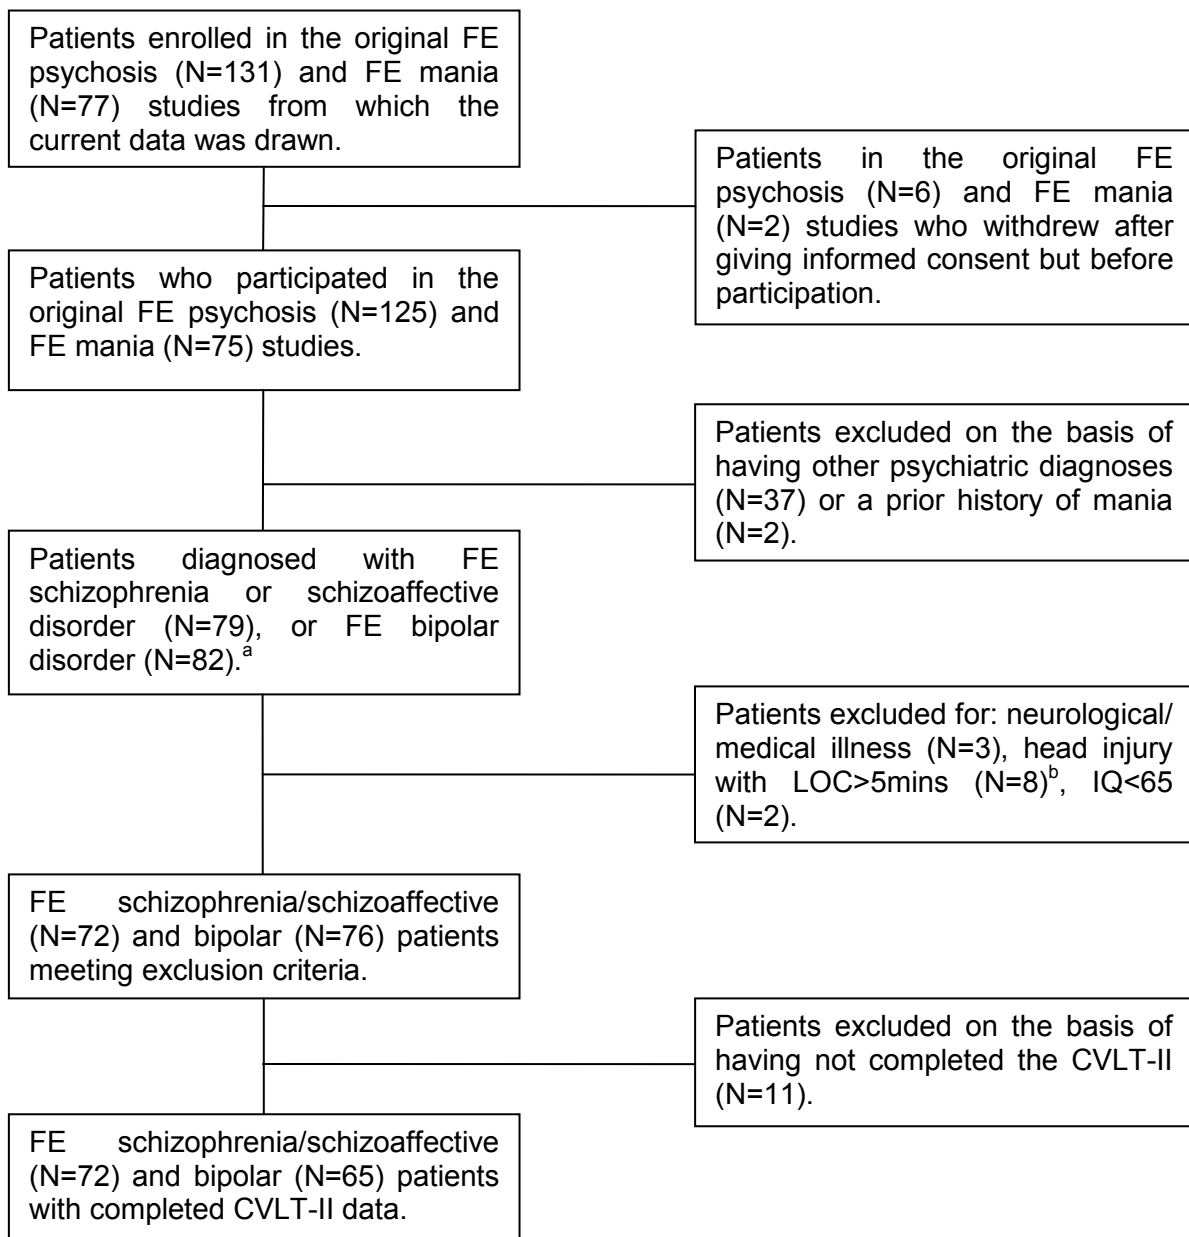 Patients enrolled in the original FE
psychosis (N=131) and FE mania
(N=77) studies from which the
current data was drawn.
Patients in the original FE
psychosis (N=6) and FE mania
(N=2) studies who withdrew after
giving informed consent but before
participation.
Patients who participated in the
original FE psychosis (N=125) and
FE mania (N=75) studies.
Patients excluded on the basis of
having other psychiatric diagnoses
(N=37) or a prior history of mania
(N=2).
Patients diagnosed with FE
schizophrenia or schizoaffective
disorder (N=79), or FE bipolar
disorder (N=82).a
Patients excluded for: neurological/
medical illness (N=3), head injury
with LOC>5mins (N=8)b, IQ<65
(N=2).
FE schizophrenia/schizoaffective
(N=72) and bipolar (N=76) patients
meeting exclusion criteria.
Patients excluded on the basis of
having not completed the CVLT-II
(N=11).
FE schizophrenia/schizoaffective
(N=72) and bipolar (N=65) patients
with completed CVLT-II data.